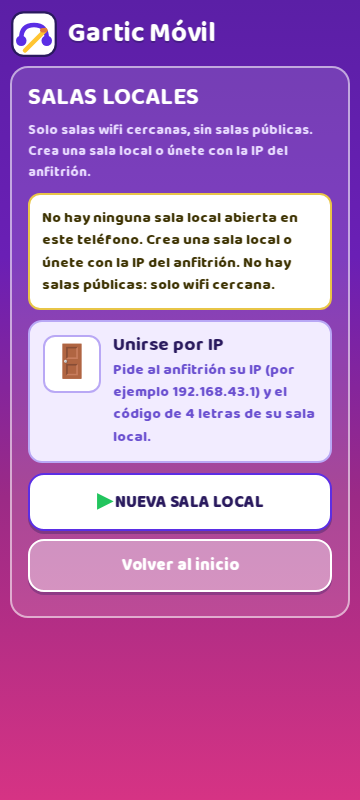 Gartic Móvil
SALAS LOCALES
Solo salas wifi cercanas, sin salas públicas.
Crea una sala local o únete con la IP del
anfitrión.
No hay ninguna sala local abierta en
este teléfono. Crea una sala local o
únete con la IP del anfitrión. No hay
salas públicas: solo wifi cercana.
Unirse por IP
Pide al anfitrión su IP (por
ejemplo 192.168.43.1) y el
código de 4 letras de su sala
local.
NUEVA SALA LOCAL
Volver al inicio